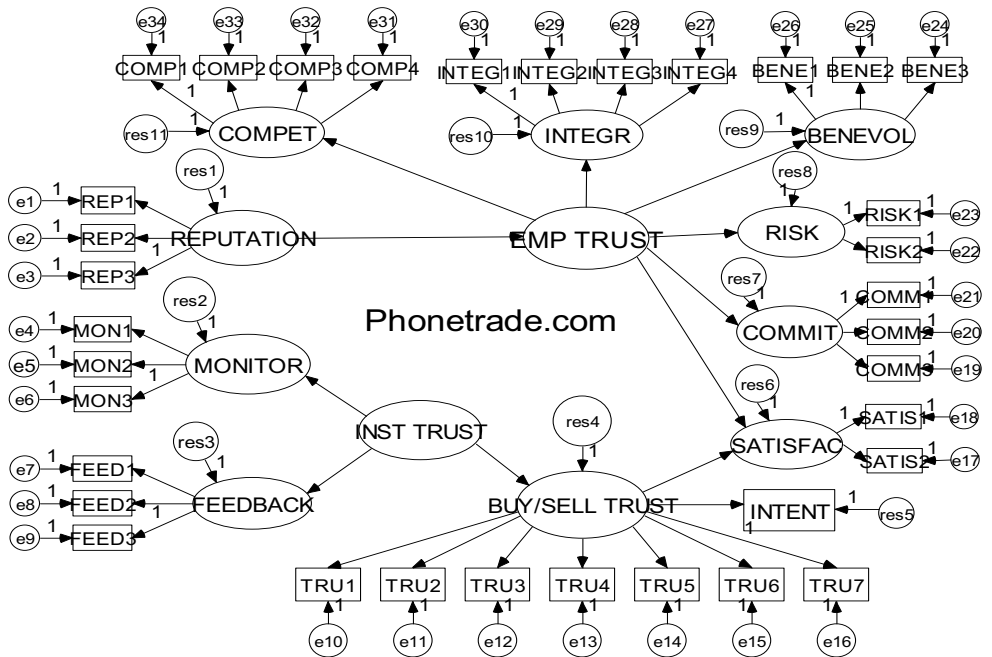 e34 e33 e32 e31 e30 e29 e28 e27 e26 e25 e24
1 1 1 1 1 1 1 1 1 1 1
COMP1 COMP2 COMP3 COMP4 INTEG1 INTEG2 INTEG3 INTEG4 BENE1 BENE2 BENE3
1 1 1
res11 1 COMPET res10 1 INTEGR res9 1 BENEVOL
res1 res8
1 1
e1 1 REP1 RISK1 1 e23
1
e2 1 REP2 REPUTATION EMP TRUST RISK
RISK2 1 e22
e3 1 REP3 1
res2 res7
1 1
COMM1 1 e21
1
e4 1 MON1 Phonetrade.com
e5 1 MON2 MONITOR COMMIT COMM2 1 e20
e6 1 MON3 1 COMM3 1 e19
res6
1
res3 INST TRUST res4 1 SATIS1 1 e18
1 1 SATISFAC
e7 1 FEED1 SATIS2 1 e17
e8 1 FEED2 FEEDBACK BUY/SELL TRUST INTENT 1 res5
1
e9 1 FEED3 1
TRU1 TRU2 TRU3 TRU4 TRU5 TRU6 TRU7
1 1 1 1 1 1 1
e10 e11 e12 e13 e14 e15 e16